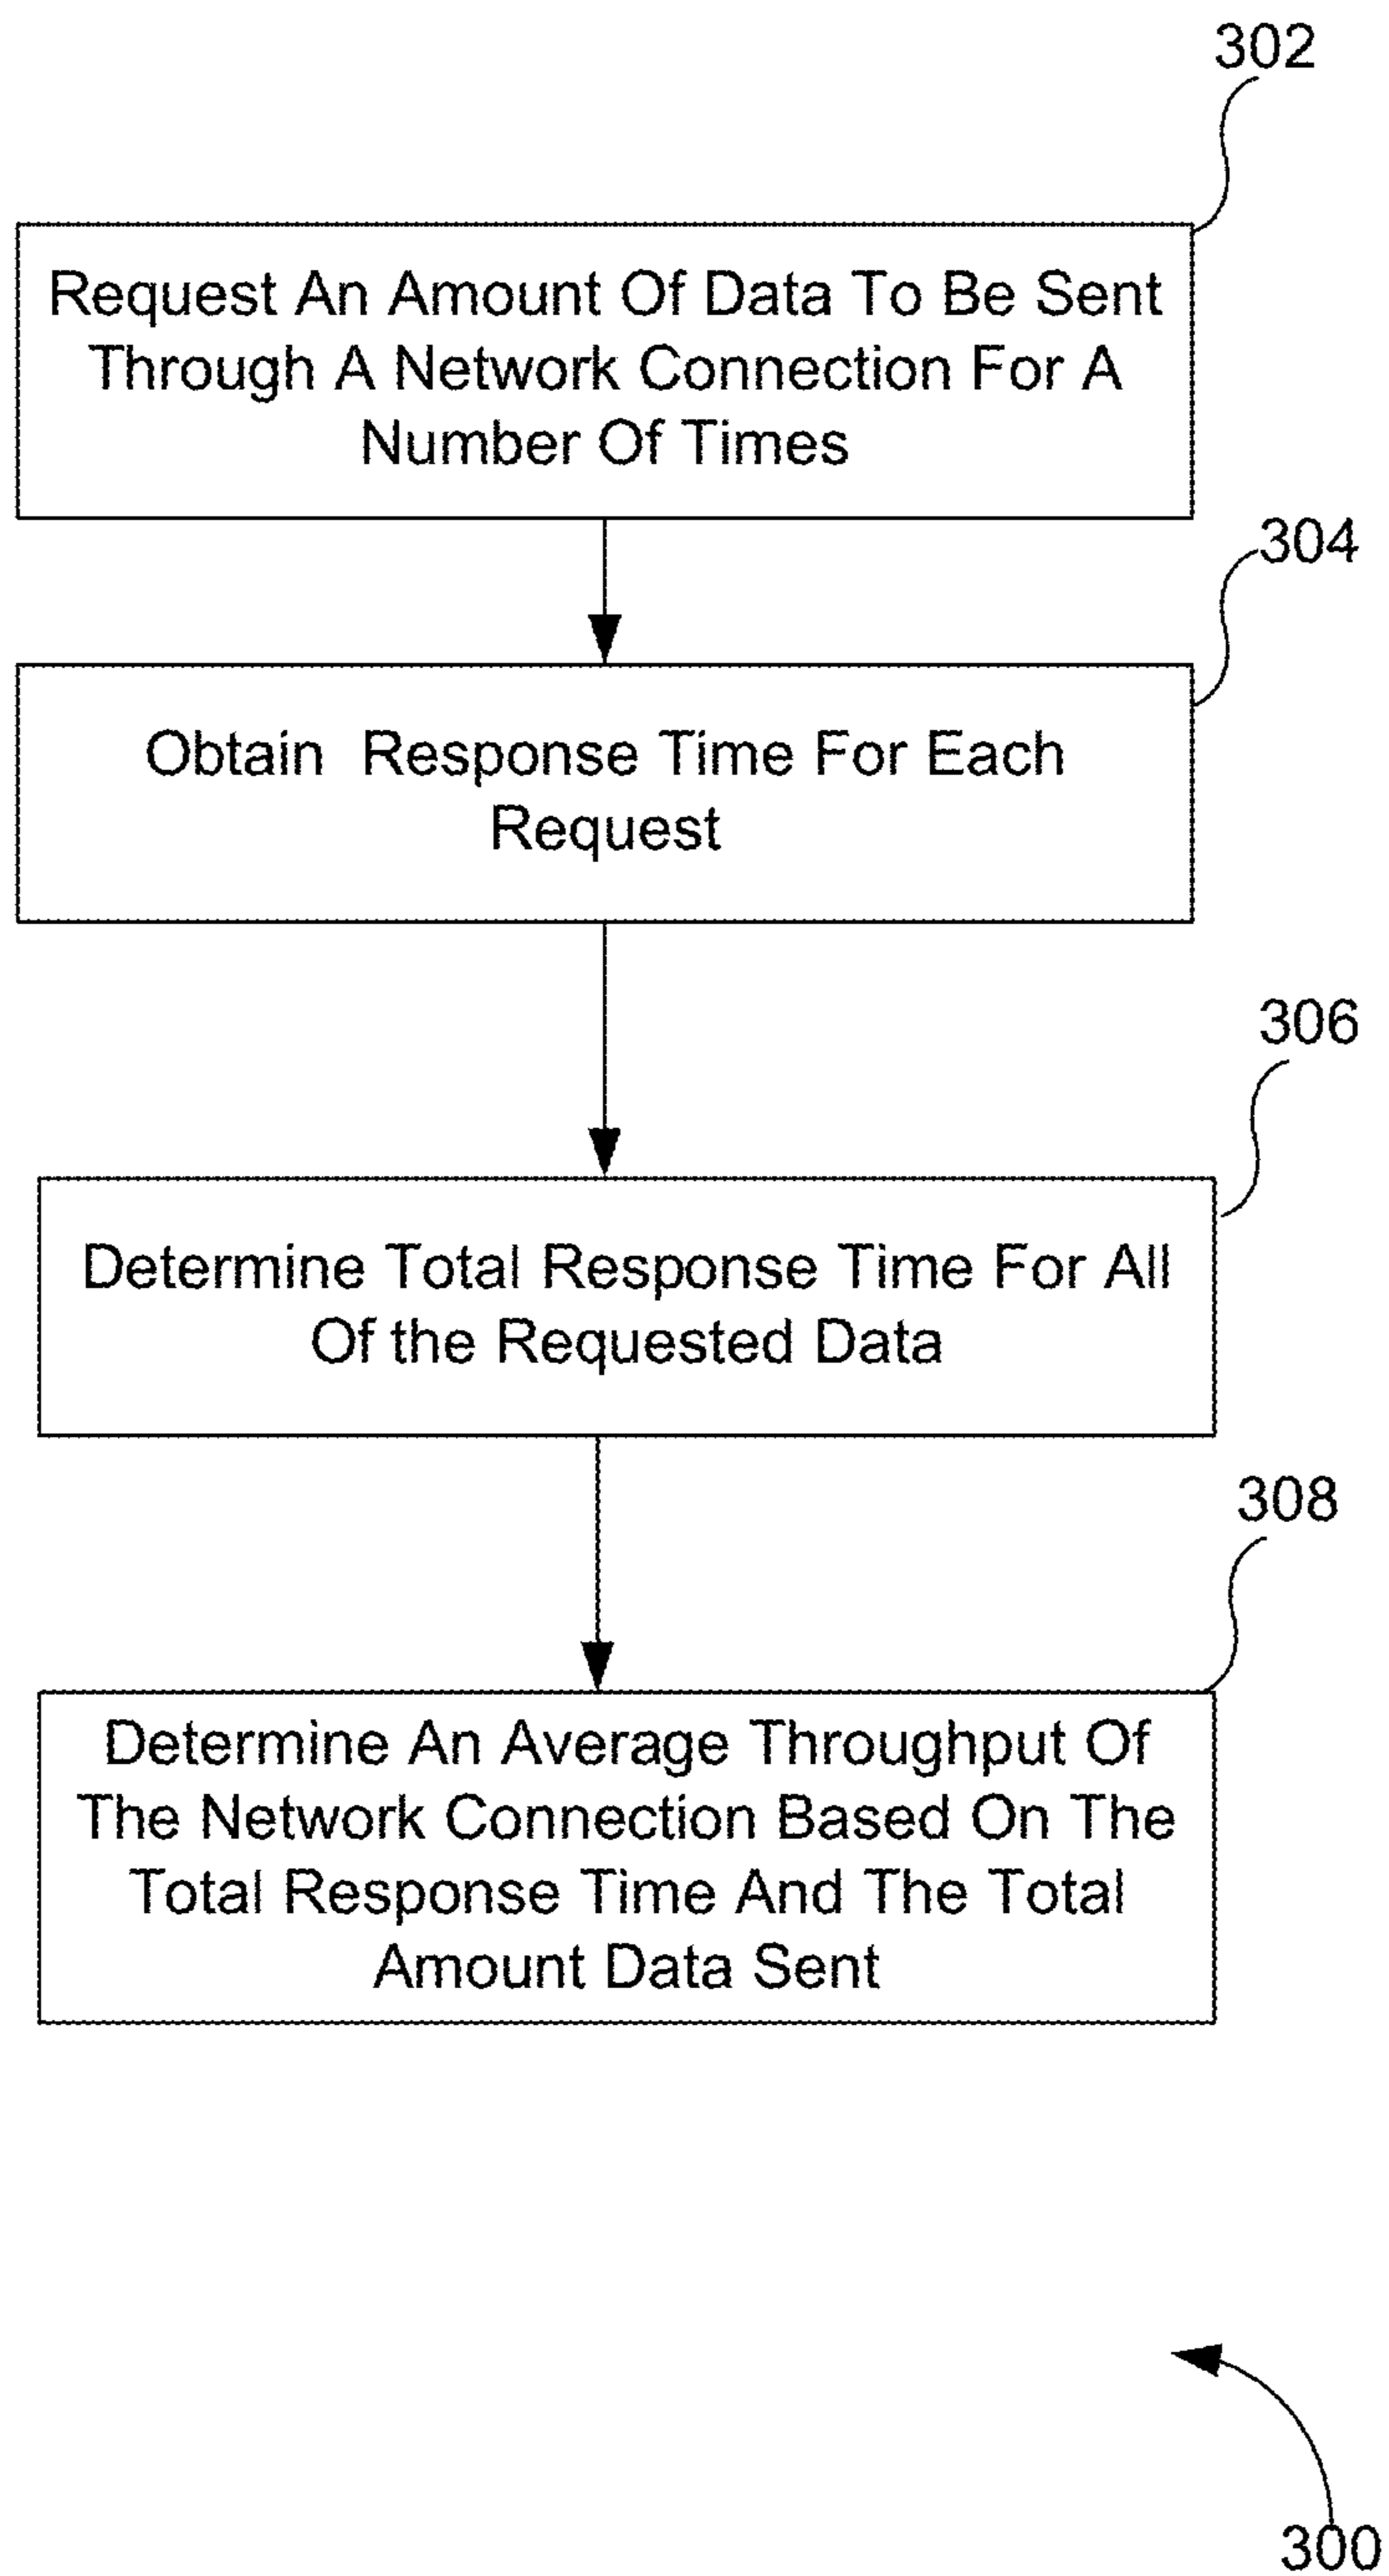 302
Request An Amount Of Data To Be Sent
Through A Network Connection For A
Number Of Times
304
Obtain  Response Time For Each
Request
306
Determine Total Response Time For All
Of the Requested Data
308
Determine An Average Throughput Of
The Network Connection Based On The
Total Response Time And The Total
Amount Data Sent
300